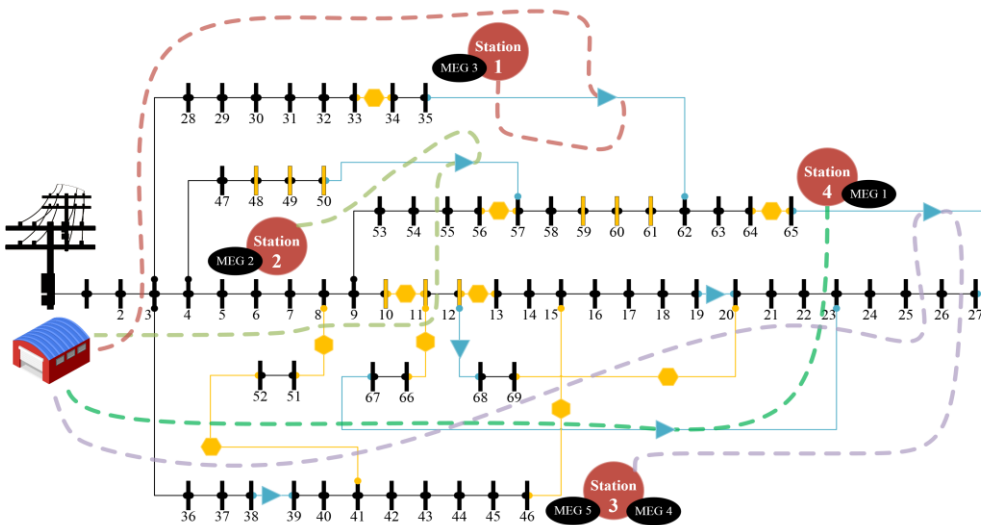 Station
1
MEG 3
28 29 30 31 32 33 34 35
Station
4
MEG 1
47 48 49 50
53 54 55 56 57 58 59 60 61 62 63 64 65
Station
2
MEG 2
2 3 4 5 6 7 8 9 10 11 12 13 14 15 16 17 18 19 20 21 22 23 24 25 26 27
52 51 67 66 68 69
36 37 38 39 40 41 42 43 44 45 46
Station
3
MEG 5
MEG 4